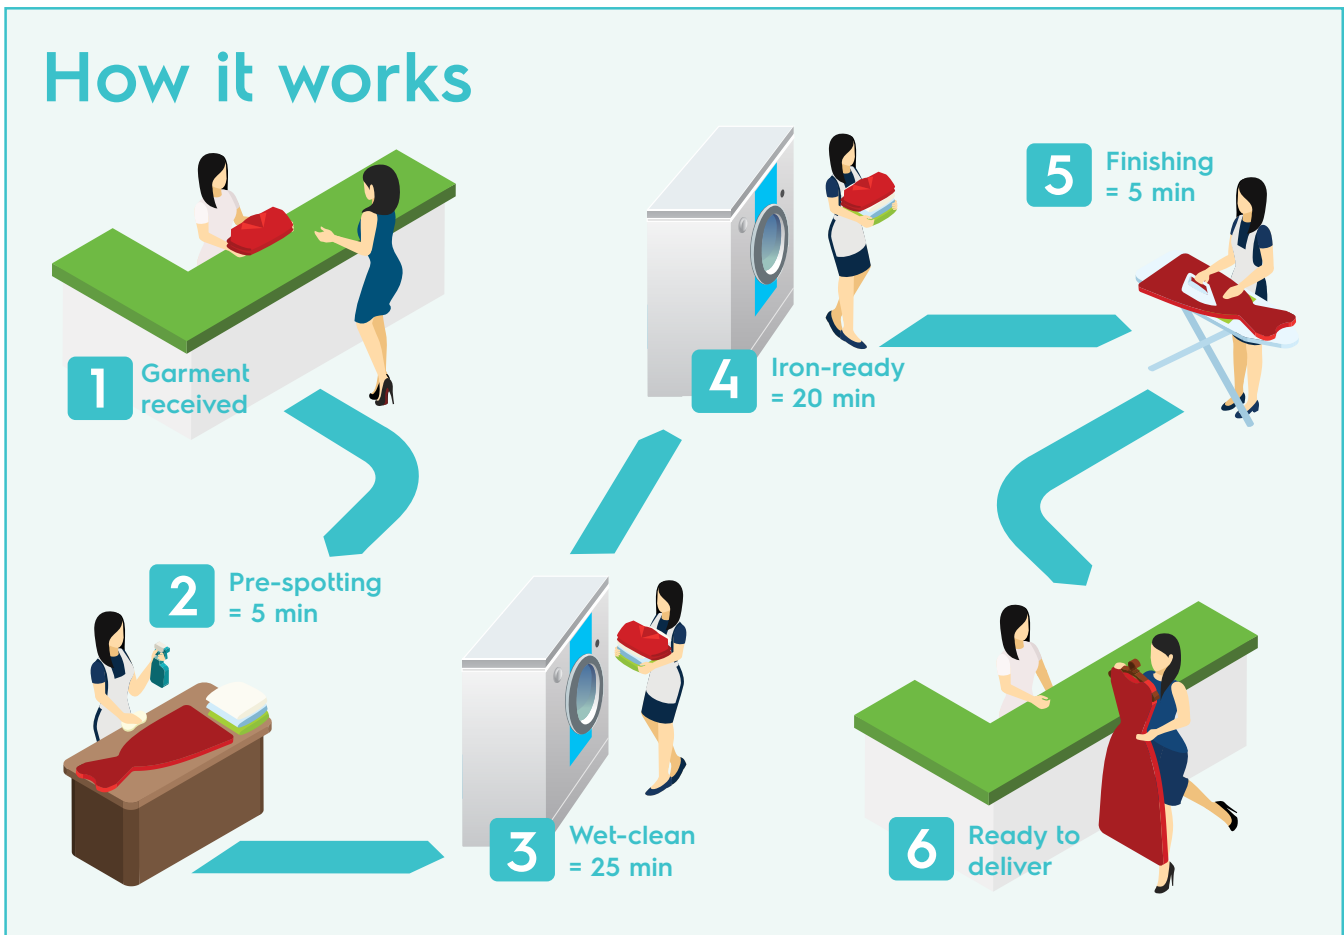 How it works
1
Garment
received
2
Pre-spotting
= 5 min
3
Wet-clean
= 25 min
4
Iron-ready
= 20 min
5
Finishing
= 5 min
6
Ready to
deliver